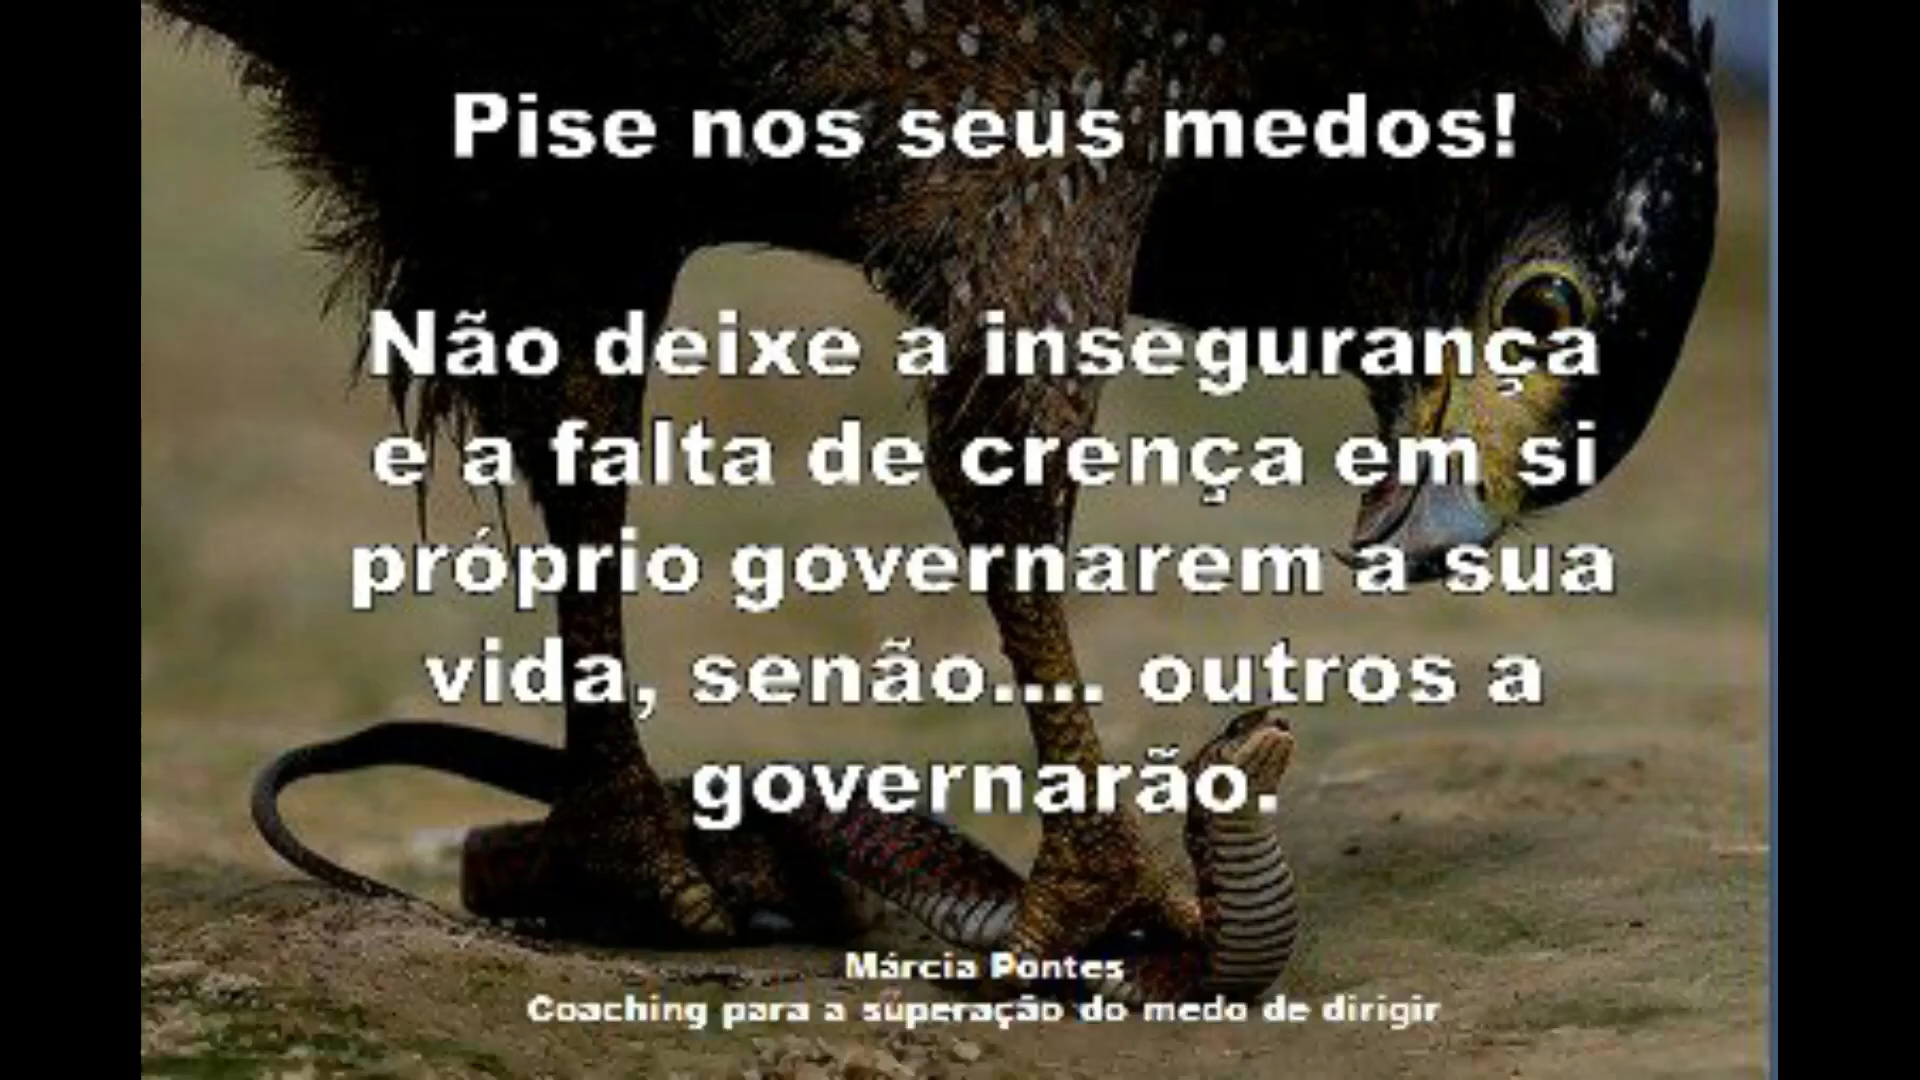 Pise nos seus medos!
Não deixe a insegurança
e a falta de crença em si
próprio governarem a sua
vida, senão.... outros a
governarão.
Márcia Pontes
Coaching para a superação do medo de dirigir